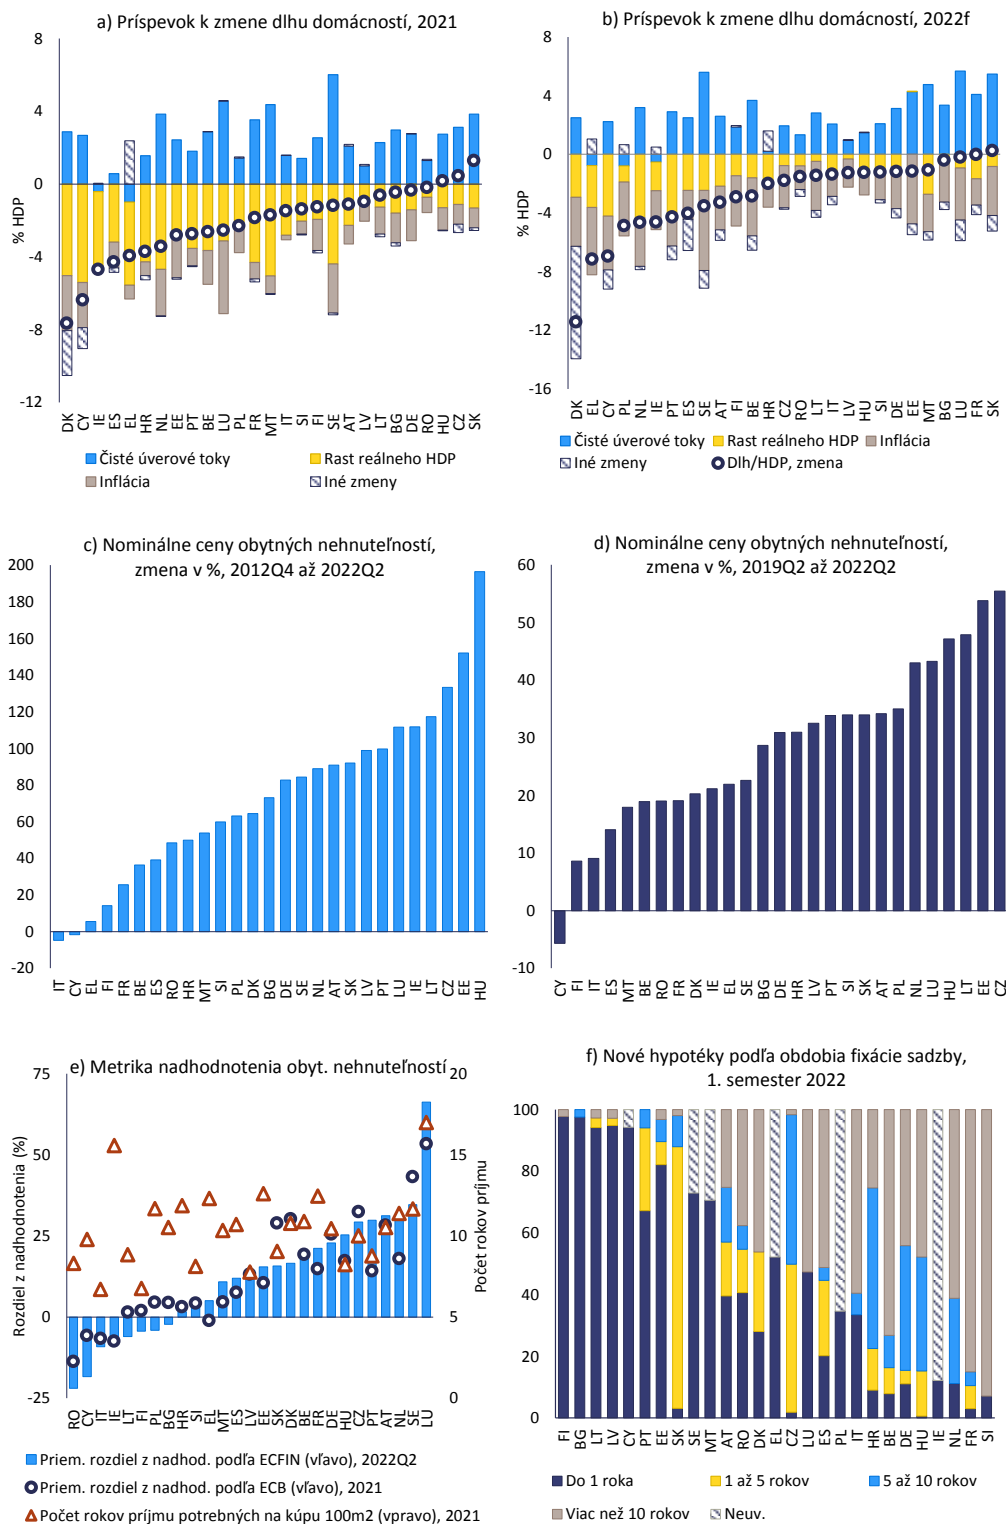 a) Príspevok k zmene dlhu domácností, 2021
% HDP
8
4
0
-4
-8
-12
DK CY IE ES EL HR NL EE PT BE LU PL FR MT IT SI FI SE AT LV LT BG DE RO HU CZ SK
Čisté úverové toky
Rast reálneho HDP
Inflácia
Iné zmeny
b) Príspevok k zmene dlhu domácností, 2022f
% HDP
8
4
0
-4
-8
-12
-16
DK EL CY PL NL IE PT ES SE AT FI BE HR CZ RO LT IT LV HU SI DE EE MT BG LU FR SK
Čisté úverové toky
Rast reálneho HDP
Inflácia
Iné zmeny
Dlh/HDP, zmena
c) Nominálne ceny obytných nehnuteľností,
zmena v %, 2012Q4 až 2022Q2
200
180
160
140
120
100
80
60
40
20
0
-20
IT CY EL FI FR BE ES RO HR MT SI PL DK BG DE SE NL AT SK LV PT LU IE LT CZ EE HU
d) Nominálne ceny obytných nehnuteľností,
zmena v %, 2019Q2 až 2022Q2
60
50
40
30
20
10
0
-10
CY FI IT ES MT BE RO FR DK IE EL SE BG DE HR LV PT SI SK AT PL NL LU HU LT EE CZ
e) Metrika nadhodnotenia obyt. nehnuteľností
Rozdiel z nadhodnotenia (%)
75
50
25
0
-25
20
15
10
5
0
Počet rokov príjmu
RO CY IT IE LT FI PL BG HR SI EL MT ES LV EE SK DK BE FR DE HU CZ PT AT NL SE LU
Priem. rozdiel z nadhod. podľa ECFIN (vľavo), 2022Q2
Priem. rozdiel z nadhod. podľa ECB (vľavo), 2021
Počet rokov príjmu potrebných na kúpu 100m2 (vpravo), 2021
f) Nové hypotéky podľa obdobia fixácie sadzby,
1. semester 2022
100
80
60
40
20
0
FI BG LT LV CY PT EE SK SE MT AT RO DK EL CZ LU ES PL IT HR BE DE HU IE NL FR SI
Do 1 roka
1 až 5 rokov
5 až 10 rokov
Viac než 10 rokov
Neuv.